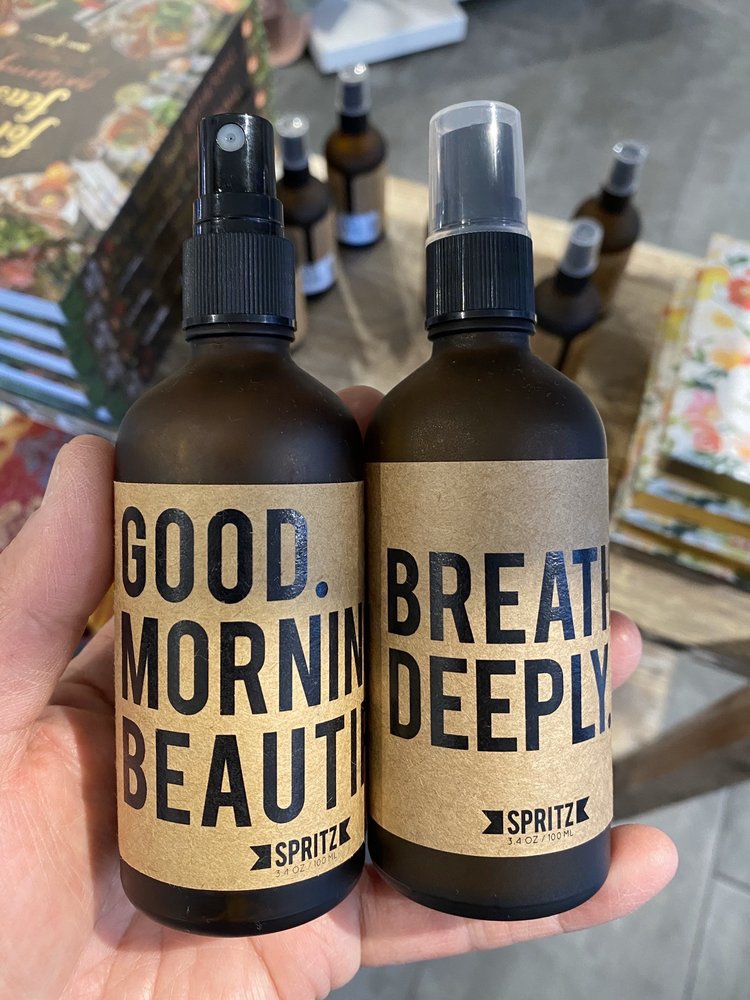 GOOD.
MORNIN
BEAUTI
SPRITZ
3.4 OZ / 100 ML
BREATH
DEEPLY.
SPRITZ
3.4 OZ / 100 ML